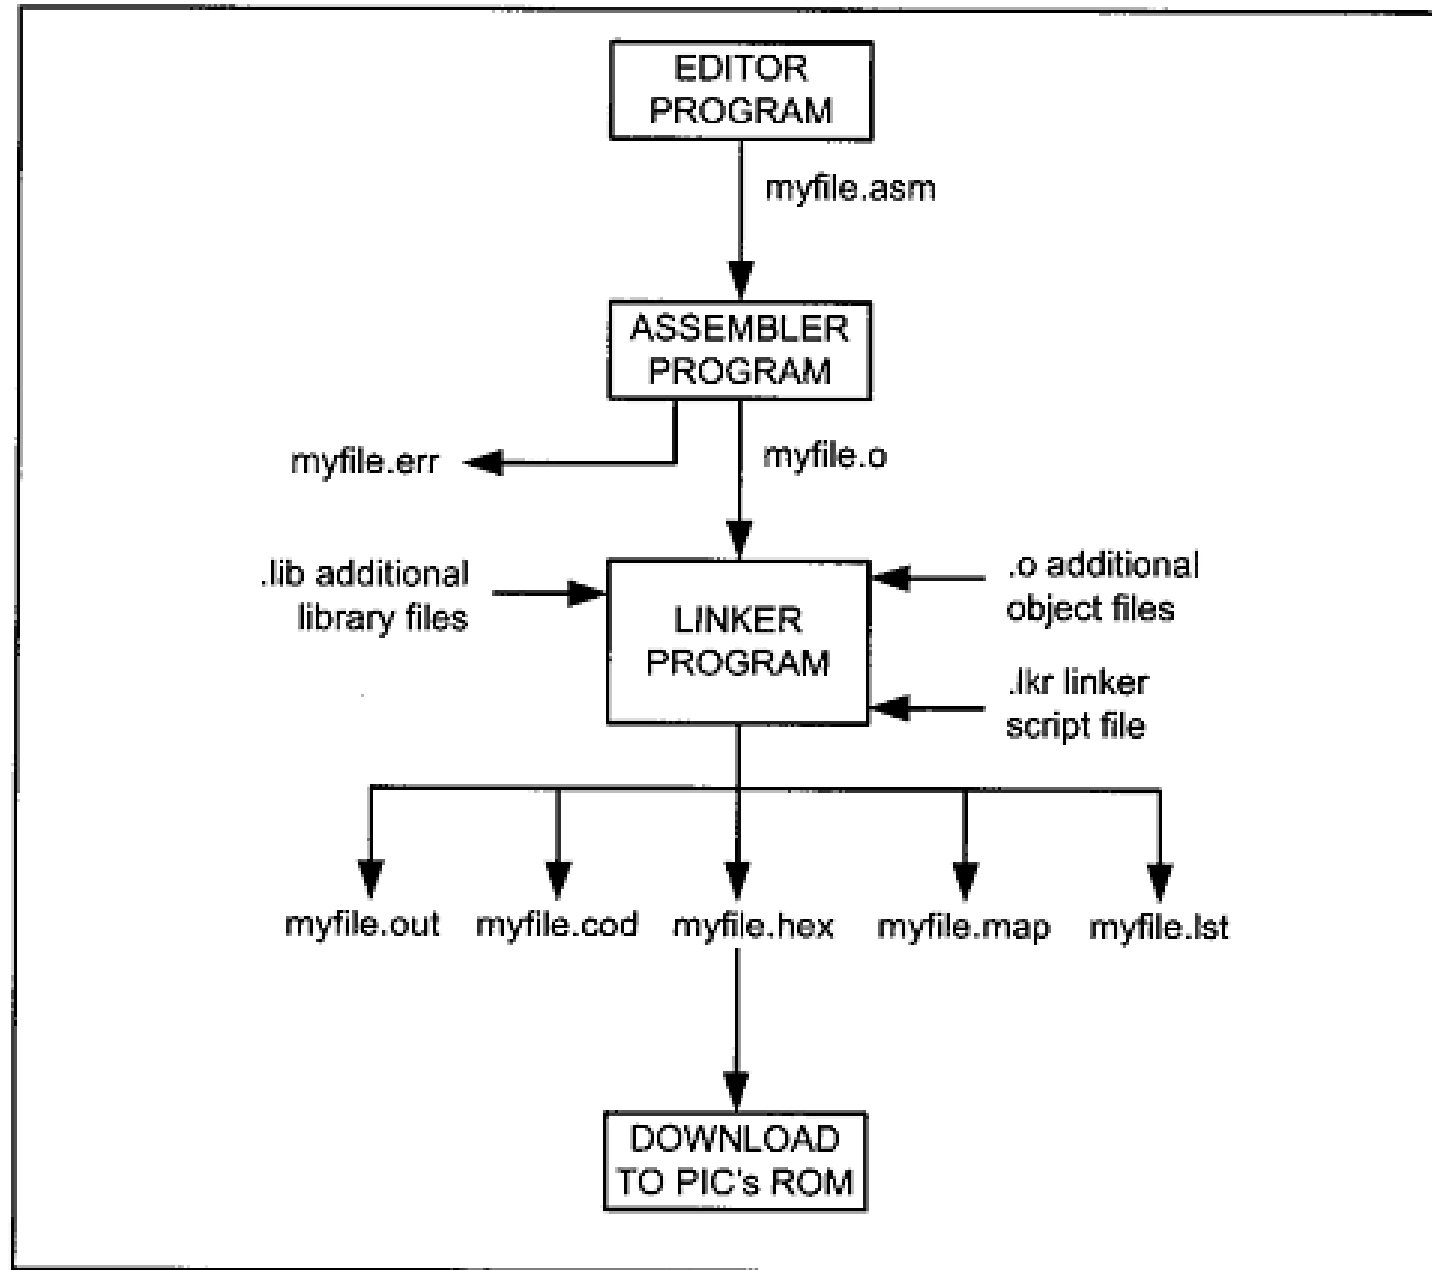 EDITOR
PROGRAM
myfile.asm
ASSEMBLER
PROGRAM
myfile.err
myfile.o
.lib additional
library files
.o additional
object files
LINKER
PROGRAM
.lkr linker
script file
myfile.out
myfile.cod
myfile.hex
myfile.map
myfile.lst
DOWNLOAD
TO PIC's ROM